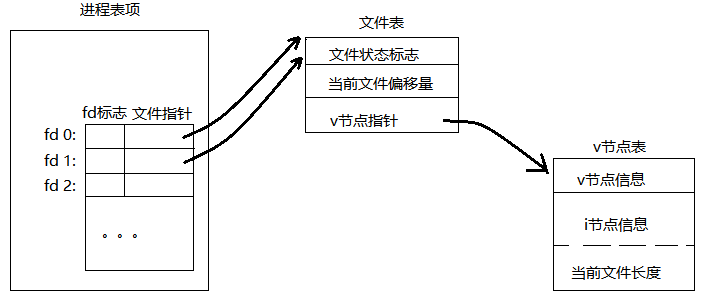 进程表项
fd标志 文件指针
fd 0:
fd 1:
fd 2:
。。。
文件表
文件状态标志
当前文件偏移量
v节点指针
v节点表
v节点信息
i节点信息
当前文件长度